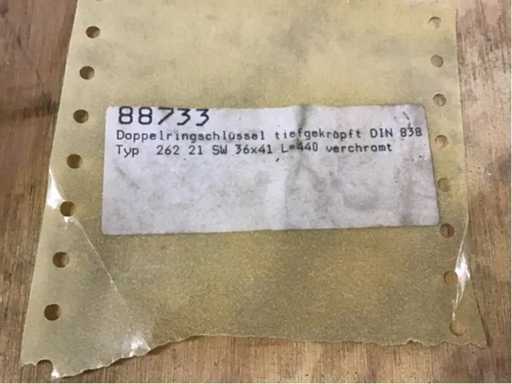 88733
Doppelringschlüssel tiefgekröpft DIN 838
Typ 262 21 SW 36x41 L=440 verchromt